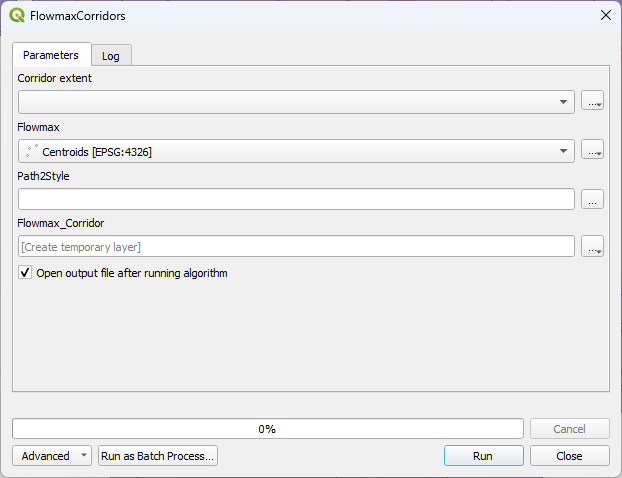 FlowmaxCorridors
Parameters
Log
Corridor extent
...
Flowmax
Centroids [EPSG:4326]
...
Path2Style
...
Flowmax_Corridor
[Create temporary layer]
...
Open output file after running algorithm
0%
Cancel
Advanced
Run as Batch Process...
Run
Close